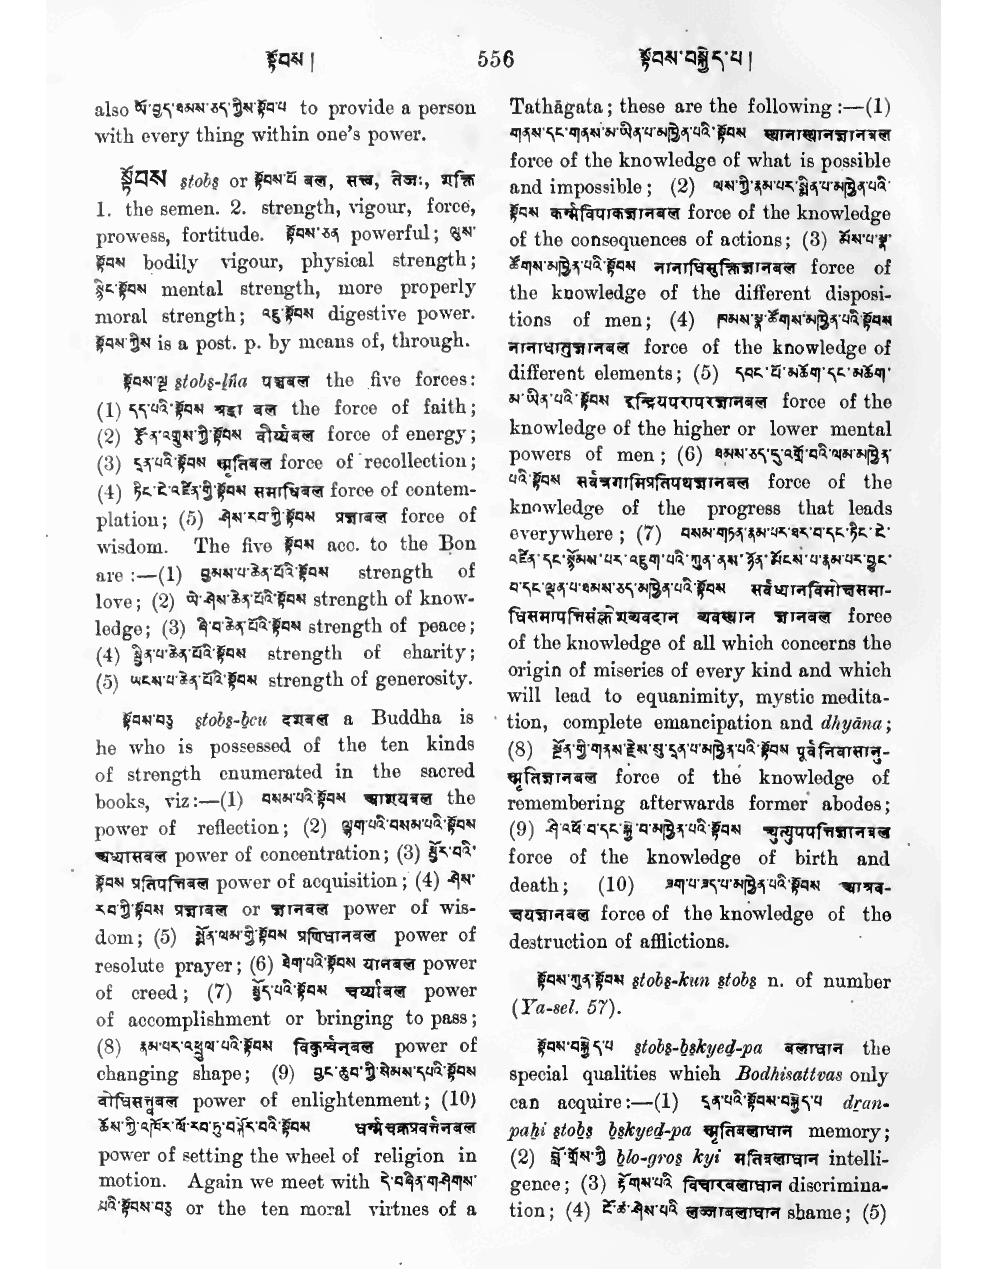 སྟོབས།
556
སྟོབས་བསྐྱེད་པ།
also ཡོ་བྱད་ཐམས་ཅད་ཀྱིས་སྟོབ་པ to provide a person
with every thing within one's power.
སྟོབས stobs or སྟོབས་པོ बल, सत्त्व, तेजः, शक्ति
1. the semen. 2. strength, vigour, force,
prowess, fortitude. སྟོབས་ཅན powerful; ལུས་
སྟོབས bodily vigour, physical strength;
སྙིང་སྟོབས mental strength, more properly
moral strength; འཇུ་སྟོབས digestive power.
སྟོབས་ཀྱིས is a post. p. by means of, through.
སྟོབས་ལྔ stobs-lṅa पञ्चबल the five forces:
(1) དད་པའི་སྟོབས श्रद्धा बल the force of faith;
(2) བརྩོན་འགྲུས་ཀྱི་སྟོབས वीर्य्यबल force of energy;
(3) དྲན་པའི་སྟོབས स्मृतिबल force of recollection;
(4) ཏིང་ངེ་འཛིན་གྱི་སྟོབས समाधिबल force of contem-
plation; (5) ཤེས་རབ་ཀྱི་སྟོབས प्रज्ञाबल force of
wisdom. The five སྟོབས acc. to the Bon
are :—(1) བྱམས་པ་ཆེན་པོའི་སྟོབས strength of
love; (2) ཡེ་ཤེས་ཆེན་པོའི་སྟོབས strength of know-
ledge; (3) ཞི་བ་ཆེན་པོའི་སྟོབས strength of peace;
(4) སྦྱིན་པ་ཆེན་པོའི་སྟོབས strength of charity;
(5) ཡངས་པ་ཆེན་པོའི་སྟོབས strength of generosity.
སྟོབས་བཅུ stobs-bcu दशबल a Buddha is
he who is possessed of the ten kinds
of strength enumerated in the sacred
books, viz:—(1) བསམ་པའི་སྟོབས आशयबल the
power of reflection; (2) ལྷག་པའི་བསམ་པའི་སྟོབས
अध्यासबल power of concentration; (3) སྦྱོར་བའི་
སྟོབས प्रतिपत्तिबल power of acquisition; (4) ཤེས་
རབ་ཀྱི་སྟོབས प्रज्ञाबल or ज्ञानबल power of wis-
dom; (5) སྨོན་ལམ་གྱི་སྟོབས प्रणिधानबल power of
resolute prayer; (6) ཐེག་པའི་སྟོབས यानबल power
of creed; (7) སྤྱོད་པའི་སྟོབས चर्य्याबल power
of accomplishment or bringing to pass;
(8) རྣམ་པར་འཕྲུལ་པའི་སྟོབས विकुर्व्वनबल power of
changing shape; (9) བྱང་ཆུབ་ཀྱི་སེམས་དཔའི་སྟོབས
बोधिसत्त्वबल power of enlightenment; (10)
ཆོས་ཀྱི་འཁོར་ལོ་རབ་ཏུ་བསྐོར་བའི་སྟོབས धर्म्मचक्रप्रवर्त्तनबल
power of setting the wheel of religion in
motion. Again we meet with དེ་བཞིན་གཤེགས་
པའི་སྟོབས་བཅུ or the ten moral virtues of a
Tathāgata; these are the following :—(1)
གནས་དང་གནས་མ་ཡིན་པ་མཁྱེན་པའི་སྟོབས स्थानास्थानज्ञानबल
force of the knowledge of what is possible
and impossible; (2) ལས་ཀྱི་རྣམ་པར་སྨིན་པ་མཁྱེན་པའི་
སྟོབས कर्म्मविपाकज्ञानबल force of the knowledge
of the consequences of actions; (3) མོས་པ་སྣ་
ཚོགས་མཁྱེན་པའི་སྟོབས नानाधिमुक्तिज्ञानबल force of
the knowledge of the different disposi-
tions of men; (4) ཁམས་སྣ་ཚོགས་མཁྱེན་པའི་སྟོབས
नानाधातुज्ञानबल force of the knowledge of
different elements; (5) དབང་པོ་མཆོག་དང་མཆོག་
མ་ཡིན་པའི་སྟོབས इन्द्रियपरापरज्ञानबल force of the
knowledge of the higher or lower mental
powers of men; (6) ཐམས་ཅད་དུ་འགྲོ་བའི་ལམ་མཁྱེན་
པའི་སྟོབས सर्वत्रगामिप्रतिपथज्ञानबल force of the
knowledge of the progress that leads
everywhere; (7) བསམ་གཏན་རྣམ་པར་ཐར་བ་དང་ཏིང་ངེ་
འཛིན་དང་སྙོམས་པར་འཇུག་པའི་ཀུན་ནས་ཉོན་མོངས་པ་རྣམ་པར་བྱང་
བ་དང་ལྡན་པ་ཐམས་ཅད་མཁྱེན་པའི་སྟོབས सर्वध्यानविमोक्षसमा-
धिसमापत्तिसंक्लेशव्यवदान व्यवस्थान ज्ञानबल force
of the knowledge of all which concerns the
origin of miseries of every kind and which
will lead to equanimity, mystic medita-
tion, complete emancipation and dhyāna;
(8) སྔོན་གྱི་གནས་རྗེས་སུ་དྲན་པ་མཁྱེན་པའི་སྟོབས पूर्वनिवासानु-
स्मृतिज्ञानबल force of the knowledge of
remembering afterwards former abodes;
(9) ཤི་འཕོ་བ་དང་སྐྱེ་བ་མཁྱེན་པའི་སྟོབས च्युत्युपपत्तिज्ञानबल
force of the knowledge of birth and
death; (10) ཟག་པ་ཟད་པ་མཁྱེན་པའི་སྟོབས आश्रव-
क्षयज्ञानबल force of the knowledge of the
destruction of afflictions.
སྟོབས་ཀུན་སྟོབས stobs-kun stobs n. of number
(Ya-sel. 57).
སྟོབས་བསྐྱེད་པ stobs-bskyed-pa बलाधान the
special qualities which Bodhisattvas only
can acquire:—(1) དྲན་པའི་སྟོབས་བསྐྱེད་པ dran-
paḥi stobs bskyed-pa स्मृतिबलाधान memory;
(2) བློ་གྲོས་ཀྱི blo-gros kyi मतिबलाधान intelli-
gence; (3) རྟོགས་པའི विचारबलाधान discrimina-
tion; (4) ངོ་ཚ་ཤེས་པའི लज्जाबलाधान shame; (5)